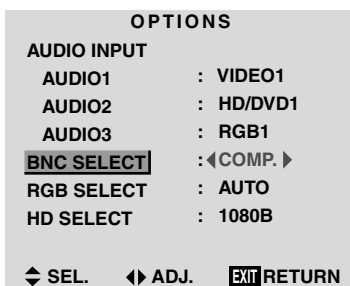 OPTIONS
AUDIO INPUT
AUDIO1 : VIDEO1
AUDIO2 : HD/DVD1
AUDIO3 : RGB1
BNC SELECT : ◀ COMP. ▶
RGB SELECT : AUTO
HD SELECT : 1080B
SEL. ADJ. EXIT RETURN